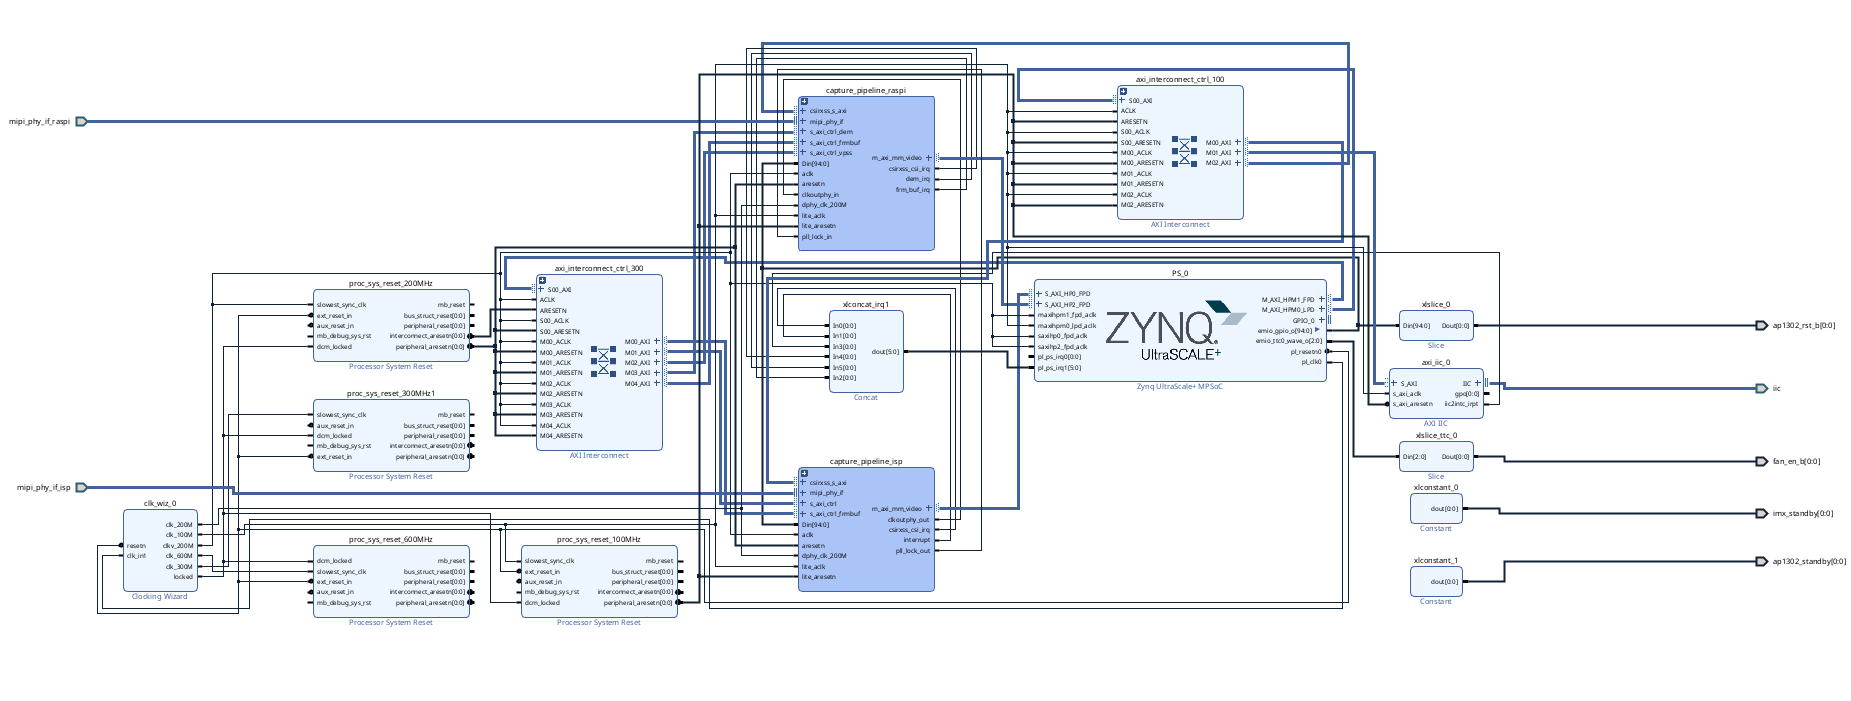 mipi_phy_if_raspi
mipi_phy_if_isp
clk_wiz_0
resetn
clk_in1
clk_200M
clk_100M
clkv_200M
clk_600M
clk_300M
locked
Clocking Wizard
proc_sys_reset_200MHz
slowest_sync_clk
ext_reset_in
aux_reset_in
mb_debug_sys_rst
dcm_locked
mb_reset
bus_struct_reset[0:0]
peripheral_reset[0:0]
interconnect_aresetn[0:0]
peripheral_aresetn[0:0]
Processor System Reset
proc_sys_reset_300MHz1
slowest_sync_clk
aux_reset_in
dcm_locked
mb_debug_sys_rst
ext_reset_in
mb_reset
bus_struct_reset[0:0]
peripheral_reset[0:0]
interconnect_aresetn[0:0]
peripheral_aresetn[0:0]
Processor System Reset
proc_sys_reset_600MHz
dcm_locked
slowest_sync_clk
ext_reset_in
aux_reset_in
mb_debug_sys_rst
mb_reset
bus_struct_reset[0:0]
peripheral_reset[0:0]
interconnect_aresetn[0:0]
peripheral_aresetn[0:0]
Processor System Reset
proc_sys_reset_100MHz
slowest_sync_clk
ext_reset_in
aux_reset_in
mb_debug_sys_rst
dcm_locked
mb_reset
bus_struct_reset[0:0]
peripheral_reset[0:0]
interconnect_aresetn[0:0]
peripheral_aresetn[0:0]
Processor System Reset
axi_interconnect_ctrl_300
S00_AXI
ACLK
ARESETN
S00_ACLK
S00_ARESETN
M00_ACLK
M00_ARESETN
M01_ACLK
M01_ARESETN
M02_ACLK
M02_ARESETN
M03_ACLK
M03_ARESETN
M04_ACLK
M04_ARESETN
M00_AXI
M01_AXI
M02_AXI
M03_AXI
M04_AXI
AXI Interconnect
capture_pipeline_raspi
csirxss_s_axi
mipi_phy_if
s_axi_ctrl_dem
s_axi_ctrl_frmbuf
s_axi_ctrl_vpss
Din[94:0]
aclk
aresetn
clkoutphy_in
dphy_clk_200M
lite_aclk
lite_aresetn
pll_lock_in
m_axi_mm_video
csirxss_csi_irq
dem_irq
frm_buf_irq
xlconcat_irq1
In0[0:0]
In1[0:0]
In3[0:0]
In4[0:0]
In5[0:0]
In2[0:0]
dout[5:0]
Concat
capture_pipeline_isp
csirxss_s_axi
mipi_phy_if
s_axi_ctrl
s_axi_ctrl_frmbuf
Din[94:0]
aclk
aresetn
dphy_clk_200M
lite_aclk
lite_aresetn
m_axi_mm_video
clkoutphy_out
csirxss_csi_irq
interrupt
pll_lock_out
axi_interconnect_ctrl_100
S00_AXI
ACLK
ARESETN
S00_ACLK
S00_ARESETN
M00_ACLK
M00_ARESETN
M01_ACLK
M01_ARESETN
M02_ACLK
M02_ARESETN
M00_AXI
M01_AXI
M02_AXI
AXI Interconnect
PS_0
S_AXI_HP0_FPD
S_AXI_HP2_FPD
maxihpm1_fpd_aclk
maxihpm0_lpd_aclk
saxihp0_fpd_aclk
saxihp2_fpd_aclk
pl_ps_irq0[0:0]
pl_ps_irq1[5:0]
ZYNQ
UltraSCALE+
M_AXI_HPM1_FPD
M_AXI_HPM0_LPD
GPIO_0
emio_gpio_o[94:0]
emio_ttc0_wave_o[2:0]
pl_resetn0
pl_clk0
Zynq UltraScale+ MPSoC
xlslice_0
Din[94:0]
Dout[0:0]
Slice
axi_iic_0
S_AXI
s_axi_aclk
s_axi_aresetn
IIC
gpo[0:0]
iic2intc_irpt
AXI IIC
xlslice_ttc_0
Din[2:0]
Dout[0:0]
Slice
xlconstant_0
dout[0:0]
Constant
xlconstant_1
dout[0:0]
Constant
ap1302_rst_b[0:0]
iic
fan_en_b[0:0]
imx_standby[0:0]
ap1302_standby[0:0]